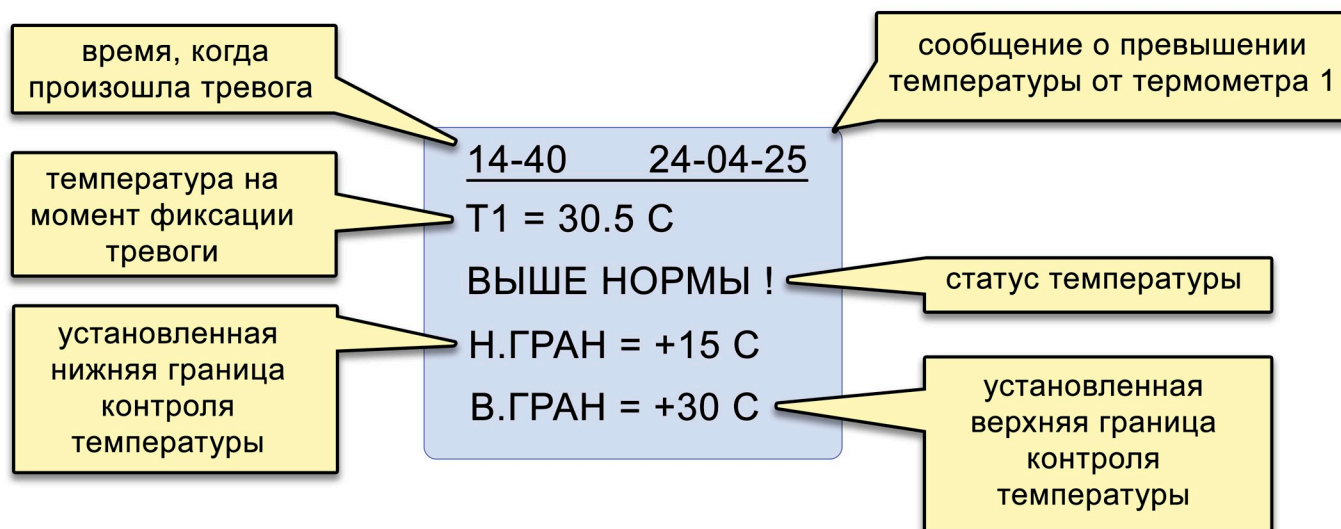 время, когда
произошла тревога
сообщение о превышении
температуры от термометра 1
14-40 24-04-25
температура на
момент фиксации
тревоги
T1 = 30.5 C
ВЫШЕ НОРМЫ !
статус температуры
установленная
нижняя граница
контроля
температуры
Н.ГРАН = +15 C
В.ГРАН = +30 C
установленная
верхняя граница
контроля
температуры